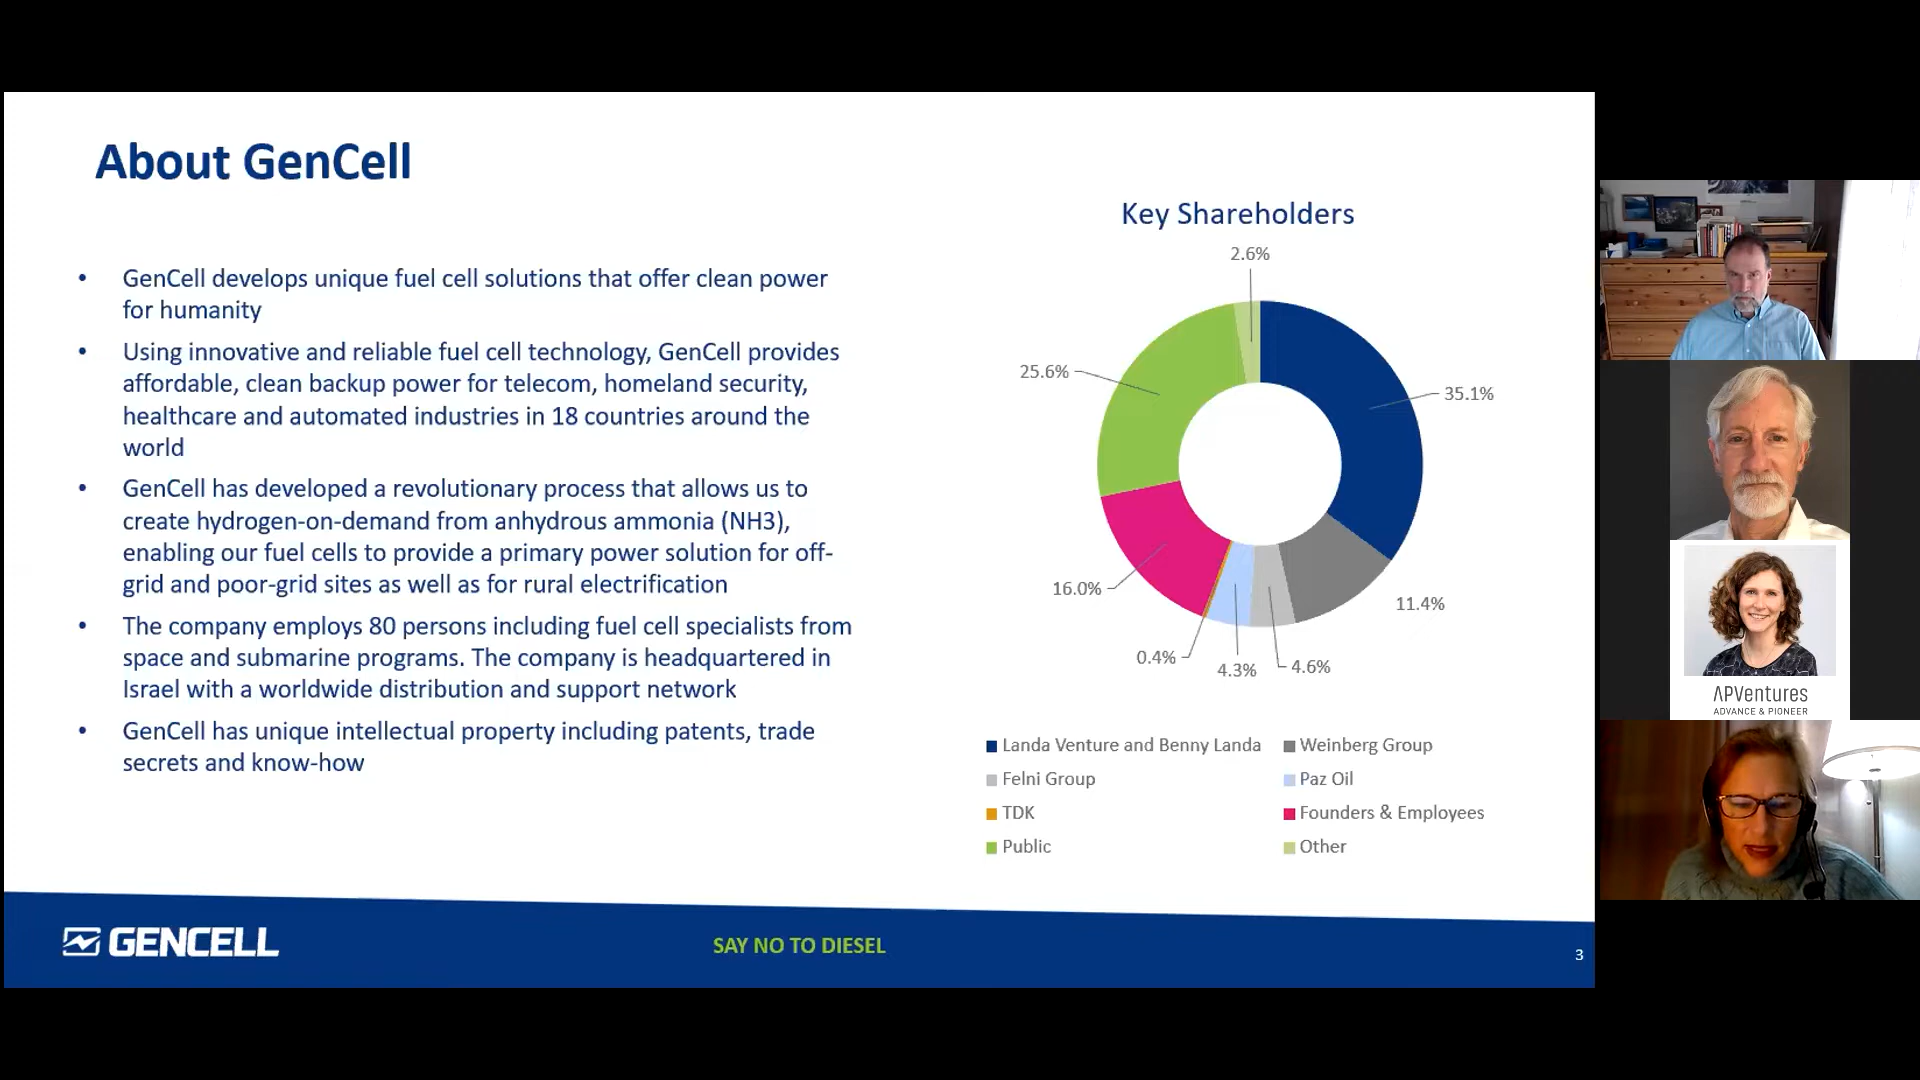 About GenCell
• GenCell develops unique fuel cell solutions that offer clean power
for humanity
• Using innovative and reliable fuel cell technology, GenCell provides
affordable, clean backup power for telecom, homeland security,
healthcare and automated industries in 18 countries around the
world
• GenCell has developed a revolutionary process that allows us to
create hydrogen-on-demand from anhydrous ammonia (NH3),
enabling our fuel cells to provide a primary power solution for off-
grid and poor-grid sites as well as for rural electrification
• The company employs 80 persons including fuel cell specialists from
space and submarine programs. The company is headquartered in
Israel with a worldwide distribution and support network
• GenCell has unique intellectual property including patents, trade
secrets and know-how
Key Shareholders
2.6%
25.6%
35.1%
16.0%
11.4%
0.4%
4.3%
4.6%
Landa Venture and Benny Landa
Weinberg Group
Felni Group
Paz Oil
TDK
Founders & Employees
Public
Other
GENCELL
SAY NO TO DIESEL
3
APVentures
ADVANCE & PIONEER